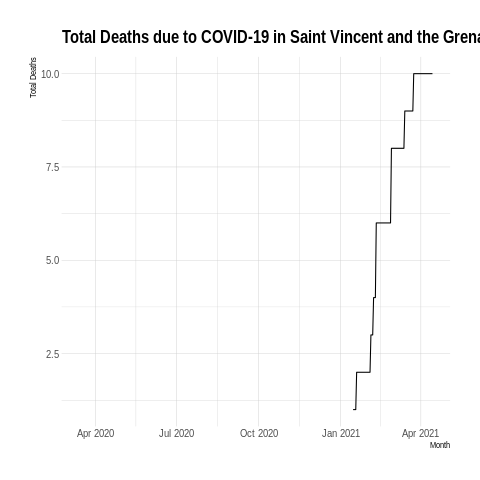 Total Deaths due to COVID-19 in Saint Vincent and the Grena
Total Deaths
10.0
7.5
5.0
2.5
Apr 2020 Jul 2020 Oct 2020 Jan 2021 Apr 2021
Month